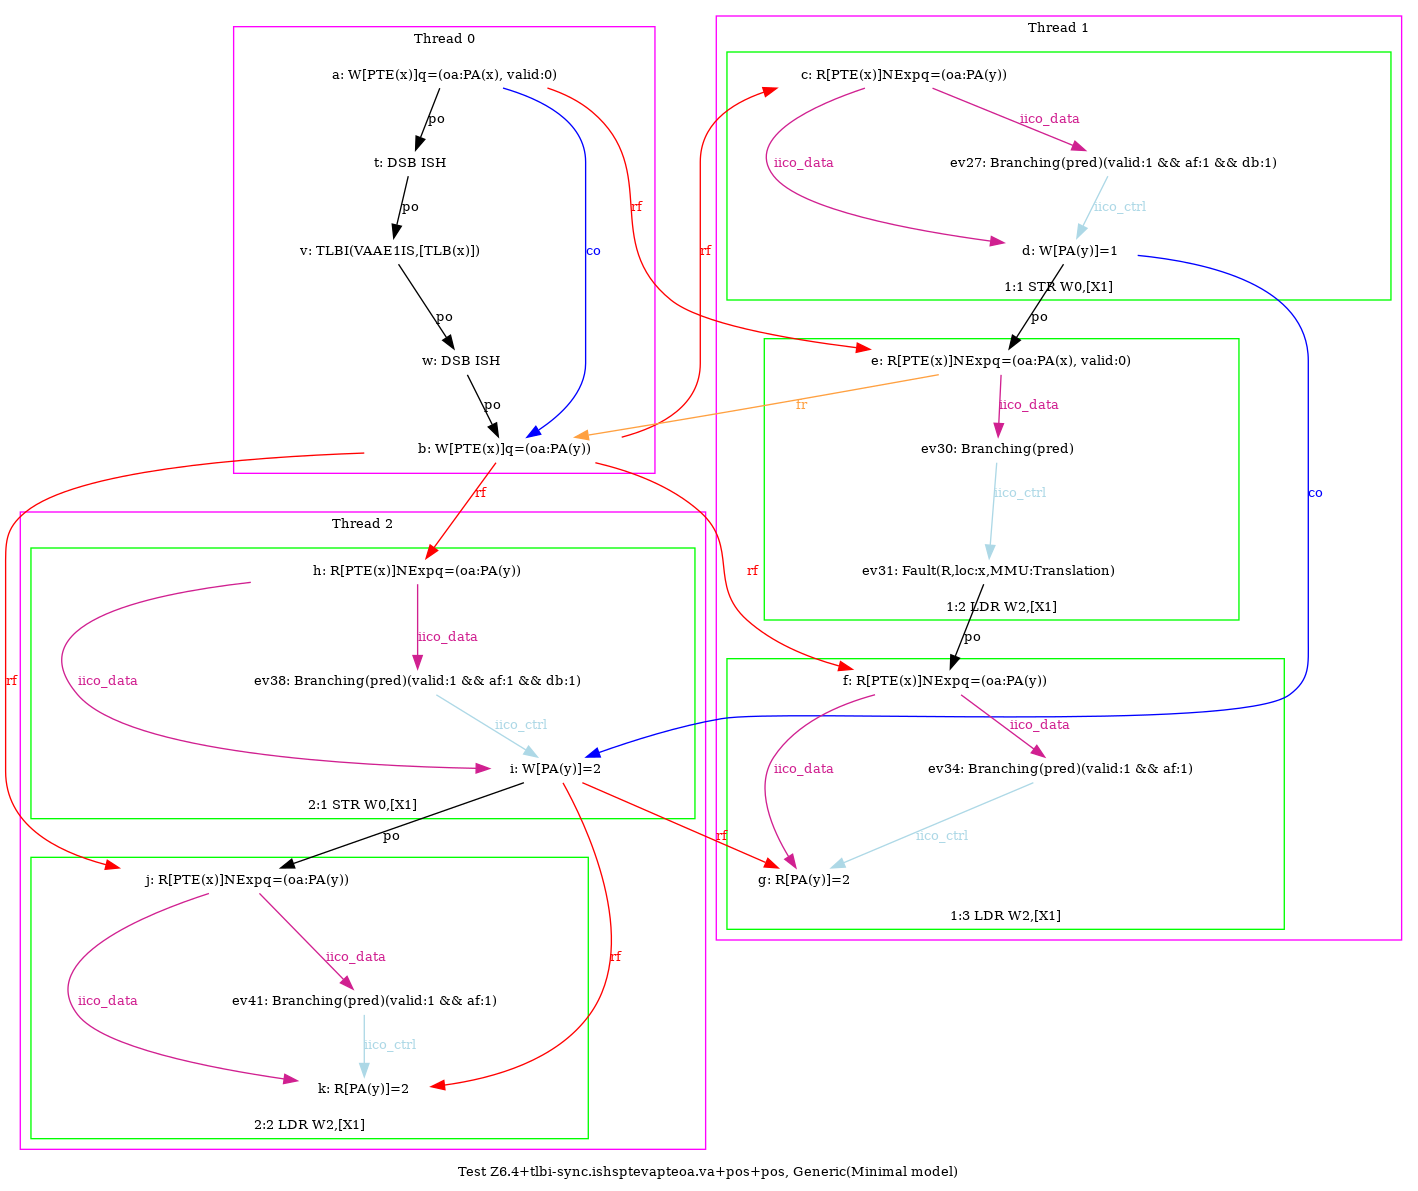 Thread 0
a: W[PTE(x)]q=(oa:PA(x), valid:0)
po
t: DSB ISH
po
v: TLBI(VAAE1IS,[TLB(x)])
co
po
w: DSB ISH
po
b: W[PTE(x)]q=(oa:PA(y))
rf
rf
Thread 1
c: R[PTE(x)]NExpq=(oa:PA(y))
iico_data
iico_data
ev27: Branching(pred)(valid:1 && af:1 && db:1)
iico_ctrl
d: W[PA(y)]=1
1:1 STR W0,[X1]
po
e: R[PTE(x)]NExpq=(oa:PA(x), valid:0)
fr
iico_data
ev30: Branching(pred)
iico_ctrl
co
ev31: Fault(R,loc:x,MMU:Translation)
1:2 LDR W2,[X1]
po
rf
f: R[PTE(x)]NExpq=(oa:PA(y))
iico_data
iico_data
ev34: Branching(pred)(valid:1 && af:1)
iico_ctrl
rf
g: R[PA(y)]=2
1:3 LDR W2,[X1]
rf
Thread 2
h: R[PTE(x)]NExpq=(oa:PA(y))
iico_data
rf
iico_data
ev38: Branching(pred)(valid:1 && af:1 && db:1)
iico_ctrl
i: W[PA(y)]=2
2:1 STR W0,[X1]
po
j: R[PTE(x)]NExpq=(oa:PA(y))
iico_data
rf
iico_data
ev41: Branching(pred)(valid:1 && af:1)
iico_ctrl
k: R[PA(y)]=2
2:2 LDR W2,[X1]
Test Z6.4+tlbi-sync.ishsptevapteoa.va+pos+pos, Generic(Minimal model)